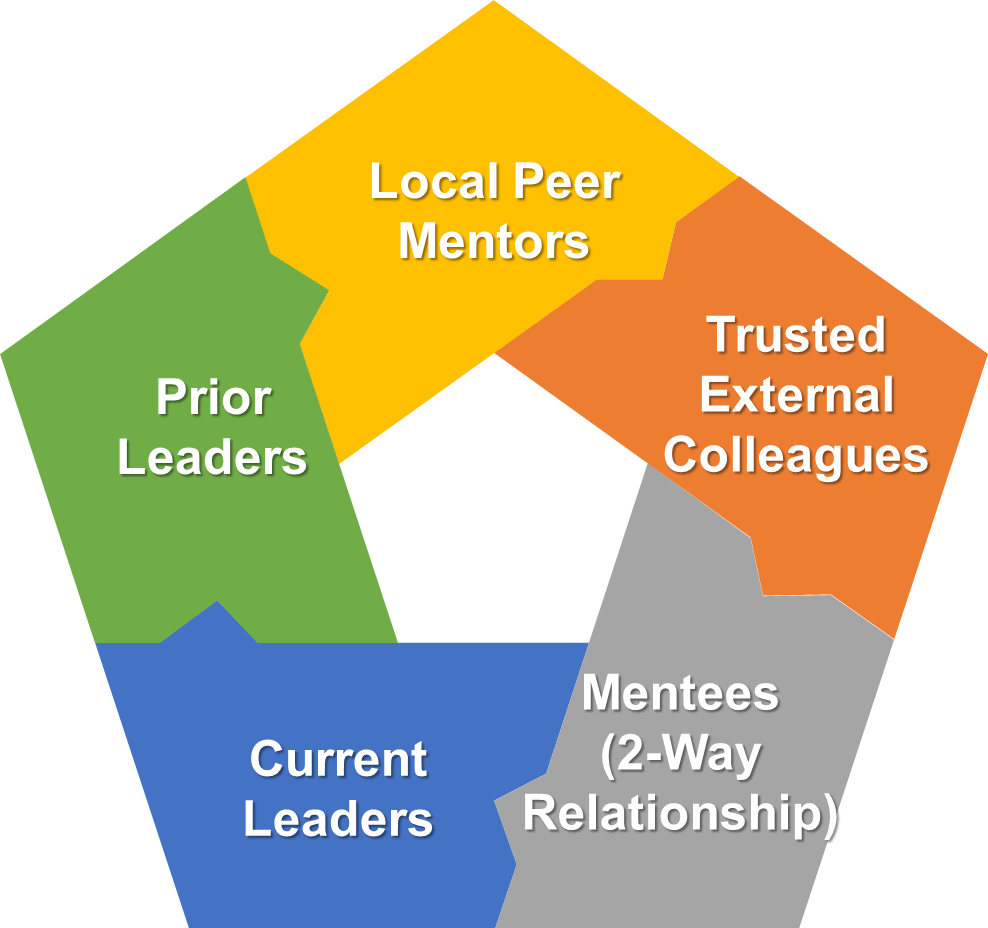 Local Peer
Mentors
Trusted
External
Colleagues
Prior
Leaders
Mentees
(2-Way
Relationship)
Current
Leaders